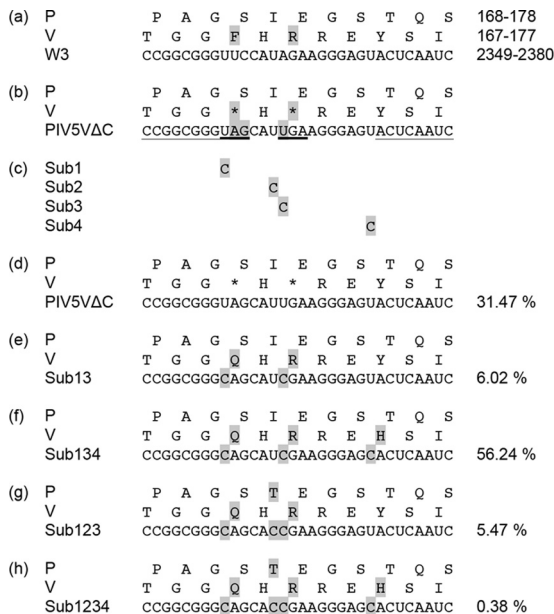 (a) P P A G S I E G S T Q S 168-178
V T G G F H R R E Y S I 167-177
W3 CCGGCGGGUUCCAUAGAAGGGAGUACUCAAUC 2349-2380
(b) P P A G S I E G S T Q S
V T G G * H * R E Y S I
PIV5VΔC CCGGCGGGUAGCAUUGAAGGGAGUACUCAAUC
(c) Sub1 C
Sub2 C
Sub3 C
Sub4 C
(d) P P A G S I E G S T Q S
V T G G * H * R E Y S I
PIV5VΔC CCGGCGGGUAGCAUUGAAGGGAGUACUCAAUC 31.47 %
(e) P P A G S I E G S T Q S
V T G G Q H R R E Y S I
Sub13 CCGGCGGGCAGCAUCGAAGGGAGUACUCAAUC 6.02 %
(f) P P A G S I E G S T Q S
V T G G Q H R R E H S I
Sub134 CCGGCGGGCAGCAUCGAAGGGAGCACUCAAUC 56.24 %
(g) P P A G S T E G S T Q S
V T G G Q H R R E Y S I
Sub123 CCGGCGGGCAGCACCGAAGGGAGUACUCAAUC 5.47 %
(h) P P A G S T E G S T Q S
V T G G Q H R R E H S I
Sub1234 CCGGCGGGCAGCACCGAAGGGAGCACUCAAUC 0.38 %